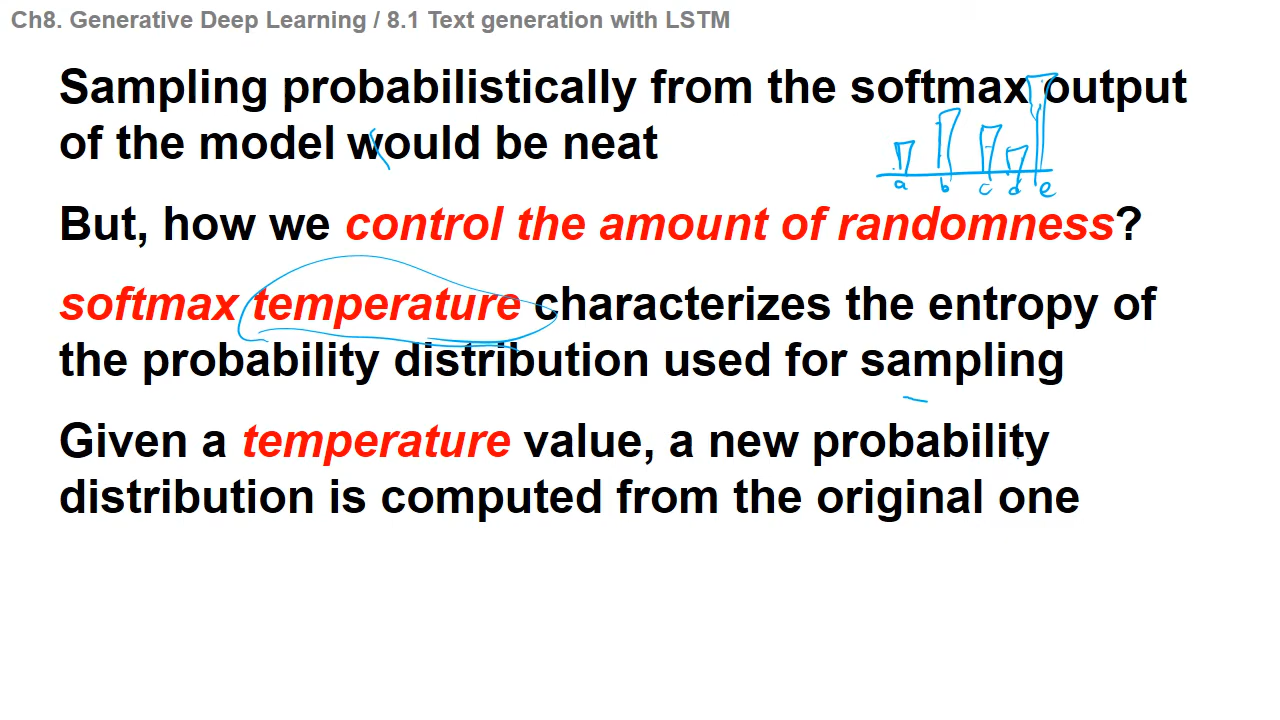 Ch8. Generative Deep Learning / 8.1 Text generation with LSTM
Sampling probabilistically from the softmax output
of the model would be neat
a b c d e
But, how we control the amount of randomness?
softmax temperature characterizes the entropy of
the probability distribution used for sampling
Given a temperature value, a new probability
distribution is computed from the original one